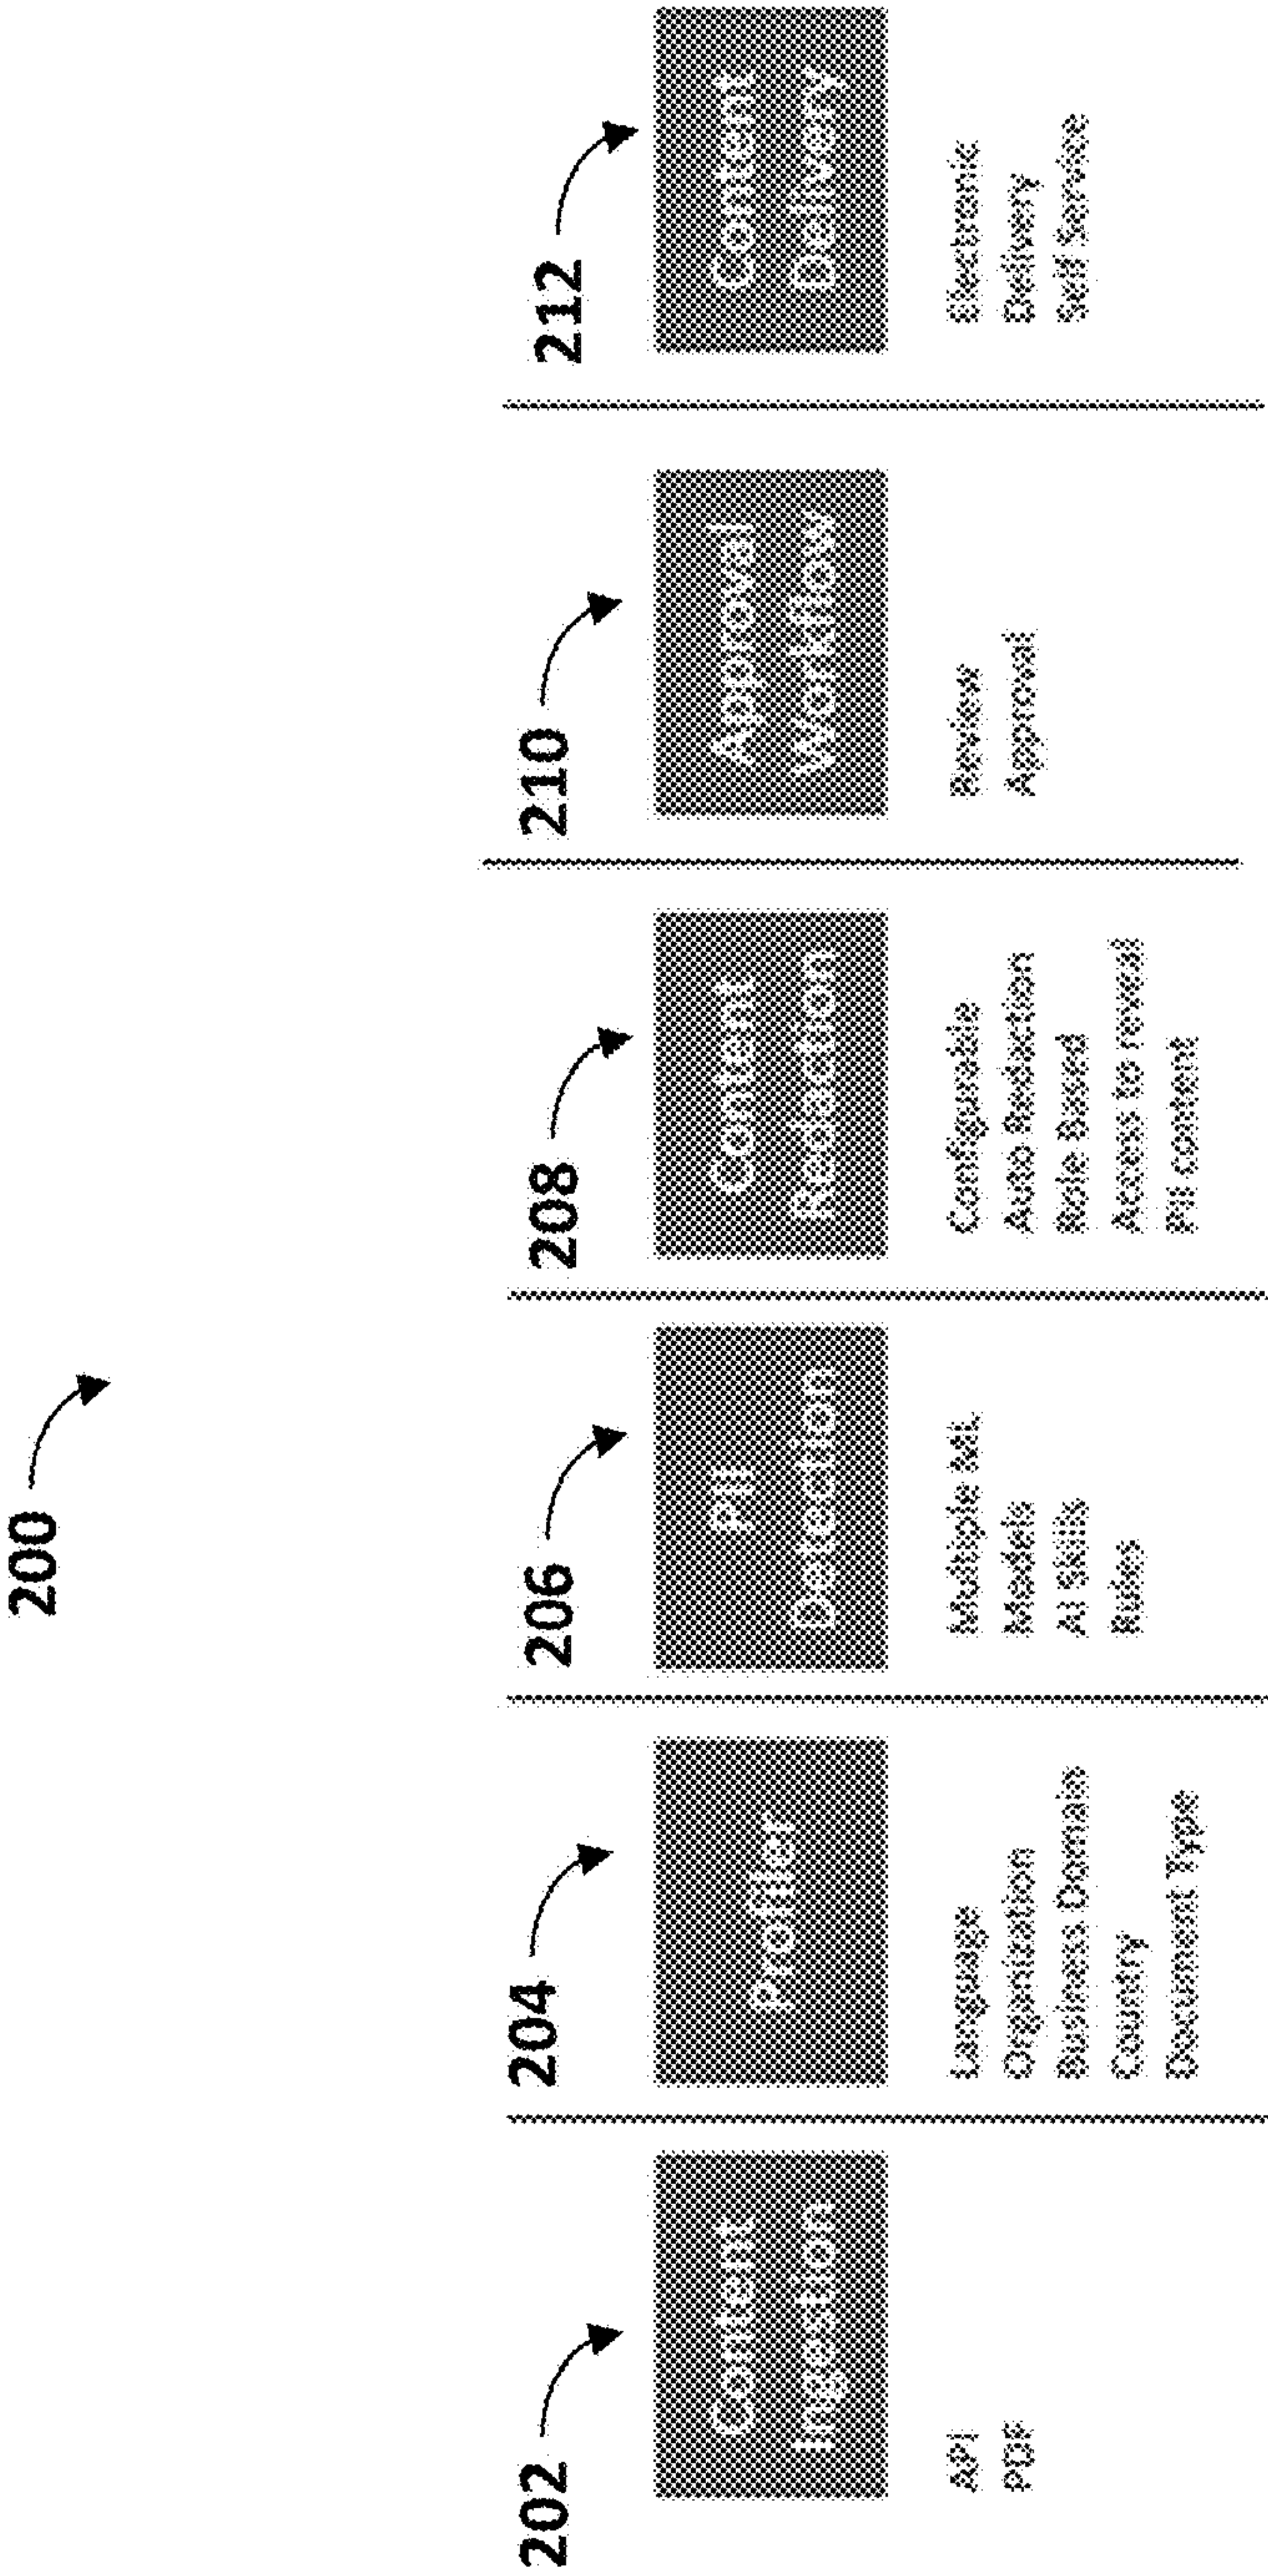 200
202
Content
Ingestion
API
PDF
204
Profiler
Language
Organization
Business Domain
Country
Document Type
206
PII
Detection
Multiple ML
Models
AI Skills
Rules
208
Content
Redaction
Configurable
Auto Redaction
Role Based
Access to reveal
PII content
210
Approval
Workflow
Review
Approval
212
Content
Delivery
Electronic
Delivery
Self Service